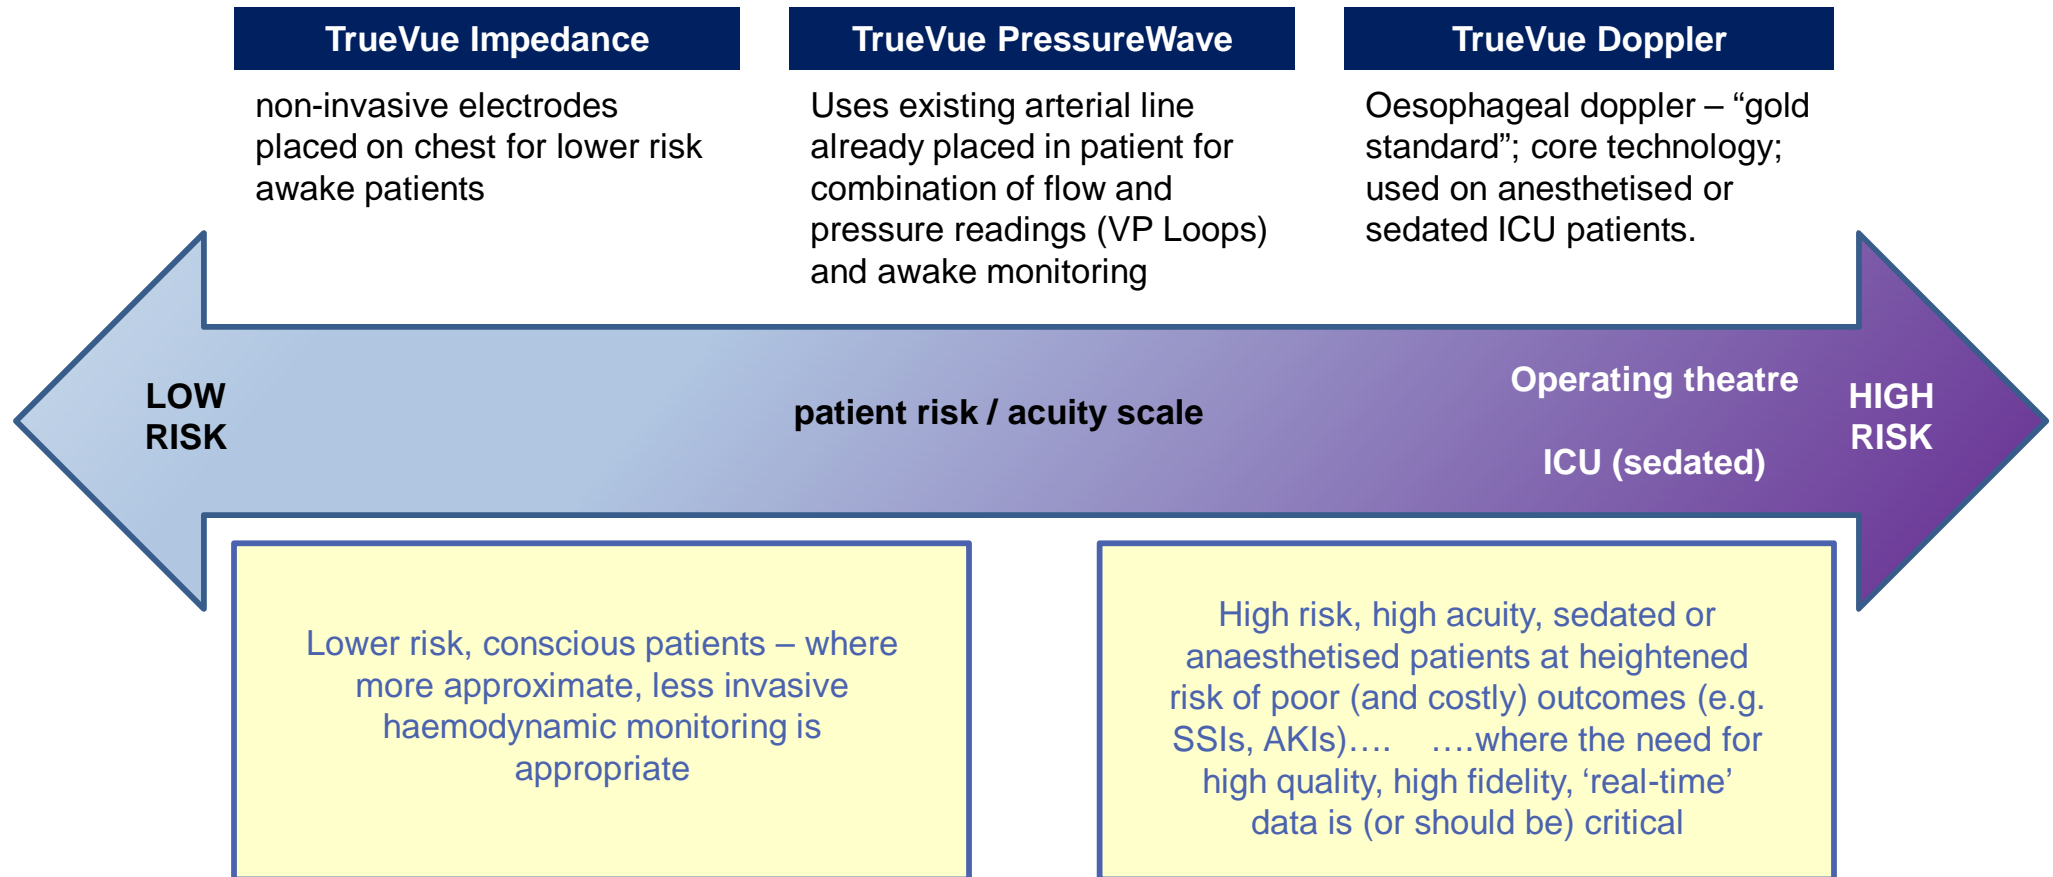 TrueVue Impedance
non-invasive electrodes
placed on chest for lower risk
awake patients
TrueVue PressureWave
Uses existing arterial line
already placed in patient for
combination of flow and
pressure readings (VP Loops)
and awake monitoring
TrueVue Doppler
Oesophageal doppler – “gold
standard”; core technology;
used on anesthetised or
sedated ICU patients.
LOW
RISK
patient risk / acuity scale
Operating theatre
ICU (sedated)
HIGH
RISK
Lower risk, conscious patients – where
more approximate, less invasive
haemodynamic monitoring is
appropriate
High risk, high acuity, sedated or
anaesthetised patients at heightened
risk of poor (and costly) outcomes (e.g.
SSIs, AKIs)…. ….where the need for
high quality, high fidelity, ‘real-time’
data is (or should be) critical